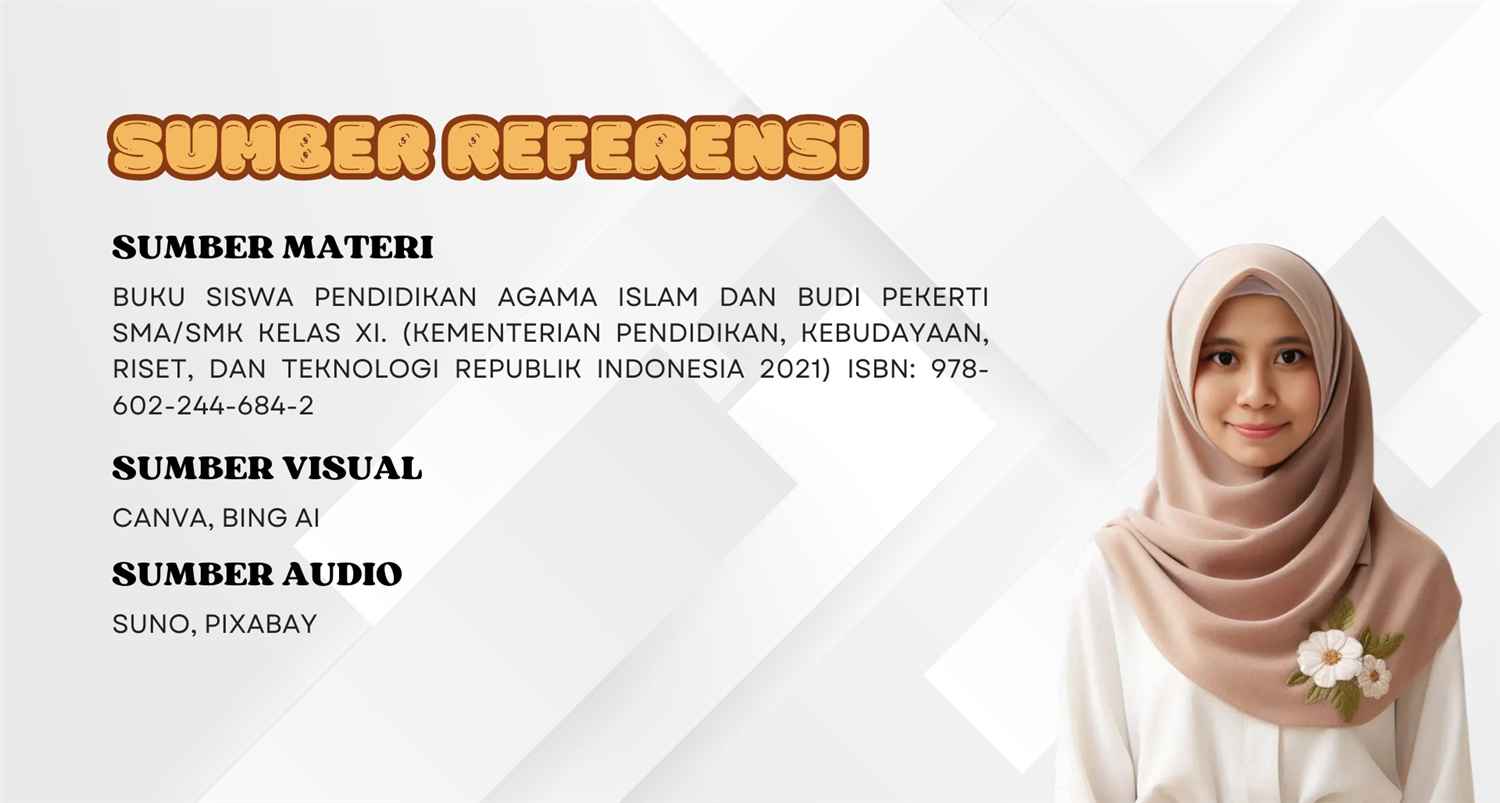 SUMBER REFERENSI
SUMBER MATERI
BUKU SISWA PENDIDIKAN AGAMA ISLAM DAN BUDI PEKERTI
SMA/SMK KELAS XI. (KEMENTERIAN PENDIDIKAN, KEBUDAYAAN,
RISET, DAN TEKNOLOGI REPUBLIK INDONESIA 2021) ISBN: 978-
602-244-684-2
SUMBER VISUAL
CANVA, BING AI
SUMBER AUDIO
SUNO, PIXABAY